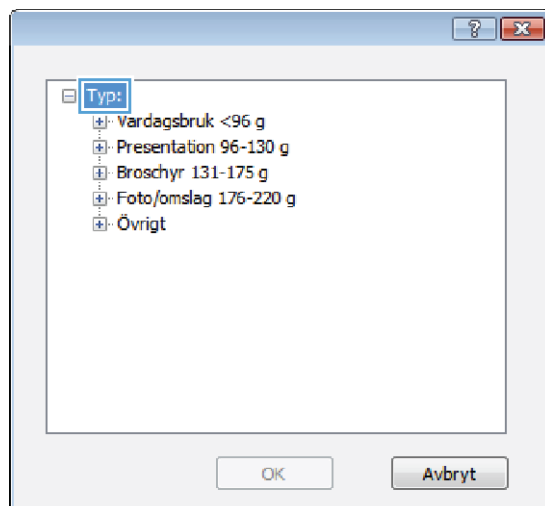 Typ:
Vardagsbruk <96 g
Presentation 96-130 g
Broschyr 131-175 g
Foto/omslag 176-220 g
Övrigt
OK
Avbryt